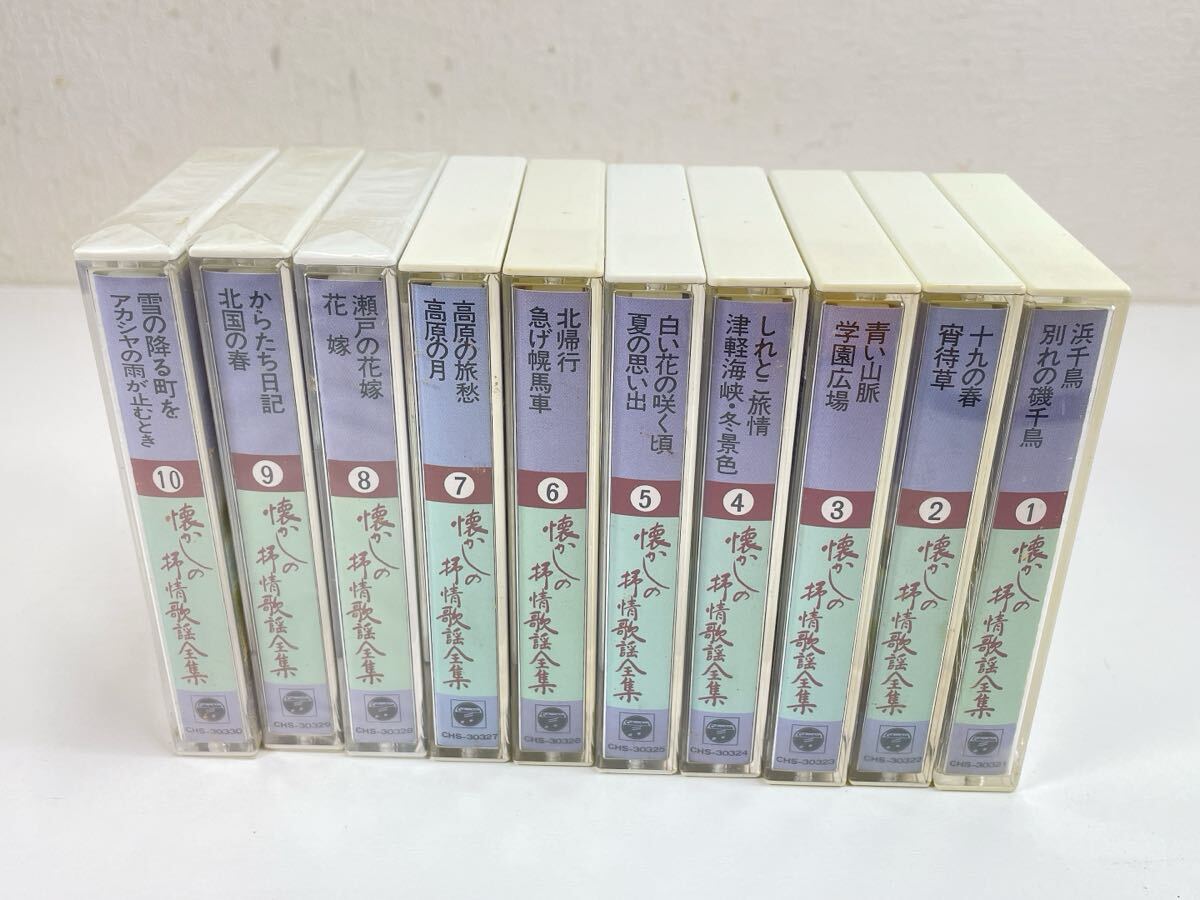 雪の降る町を
アカシヤの雨が止むとき
10
懐かしの
抒情歌謡全集
CHS-30330
からたち日記
北国の春
9
懐かしの
抒情歌謡全集
CHS-30329
瀬戸の花嫁
花嫁
8
懐かしの
抒情歌謡全集
CHS-30328
高原の旅愁
高原の月
7
懐かしの
抒情歌謡全集
CHS-30327
北帰行
急げ幌馬車
6
懐かしの
抒情歌謡全集
CHS-30326
白い花の咲く頃
夏の思い出
5
懐かしの
抒情歌謡全集
CHS-30325
しれとこ旅情
津軽海峡・冬景色
4
懐かしの
抒情歌謡全集
CHS-30324
青い山脈
学園広場
3
懐かしの
抒情歌謡全集
CHS-30323
十九の春
宵待草
2
懐かしの
抒情歌謡全集
CHS-30322
浜千鳥
別れの磯千鳥
1
懐かしの
抒情歌謡全集
CHS-30321